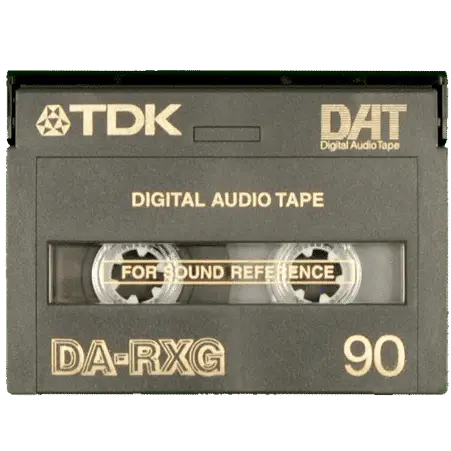 TDK
DAT
Digital Audio Tape
DIGITAL AUDIO TAPE
FOR SOUND REFERENCE
DA-RXG
90